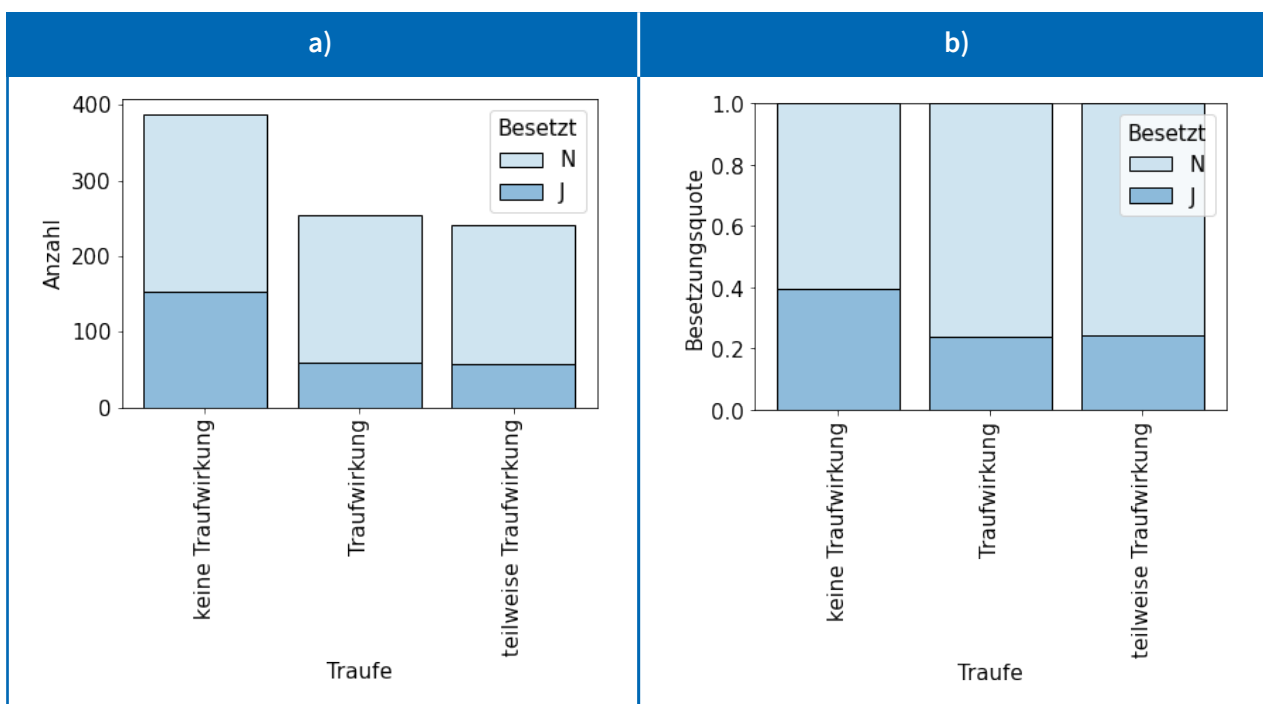 a)
b)
400
300
200
100
0
Anzahl
Besetzt
N
J
keine Traufwirkung
Traufwirkung
teilweise Traufwirkung
Traufe
1.0
0.8
0.6
0.4
0.2
0.0
Besetzungsquote
Besetzt
N
J
keine Traufwirkung
Traufwirkung
teilweise Traufwirkung
Traufe